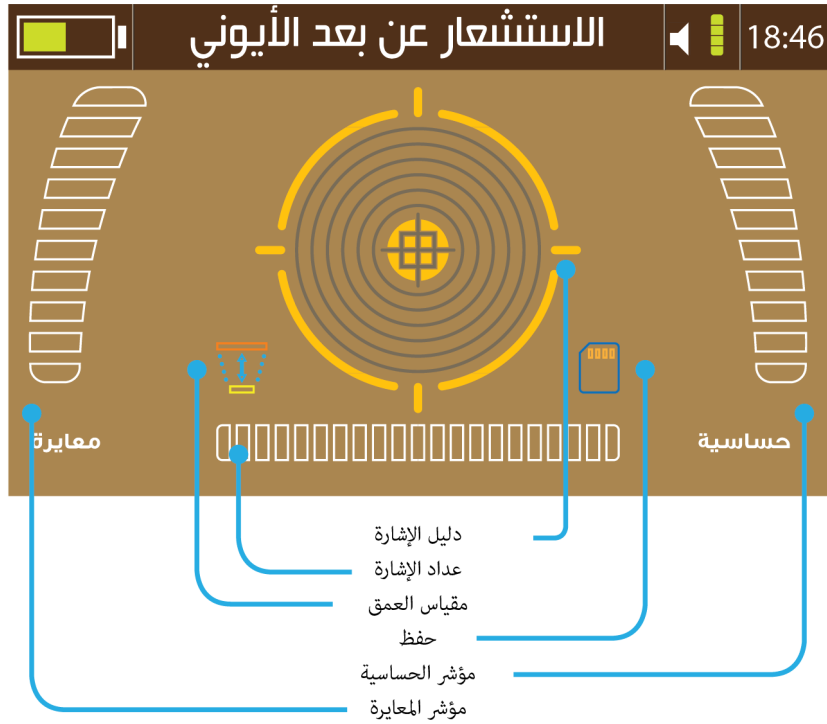 الاستشعار عن بعد الأيوني
18:46
معايرة
حساسية
دليل الإشارة
عداد الإشارة
مقياس العمق
حفظ
مؤشر الحساسية
مؤشر المعايرة